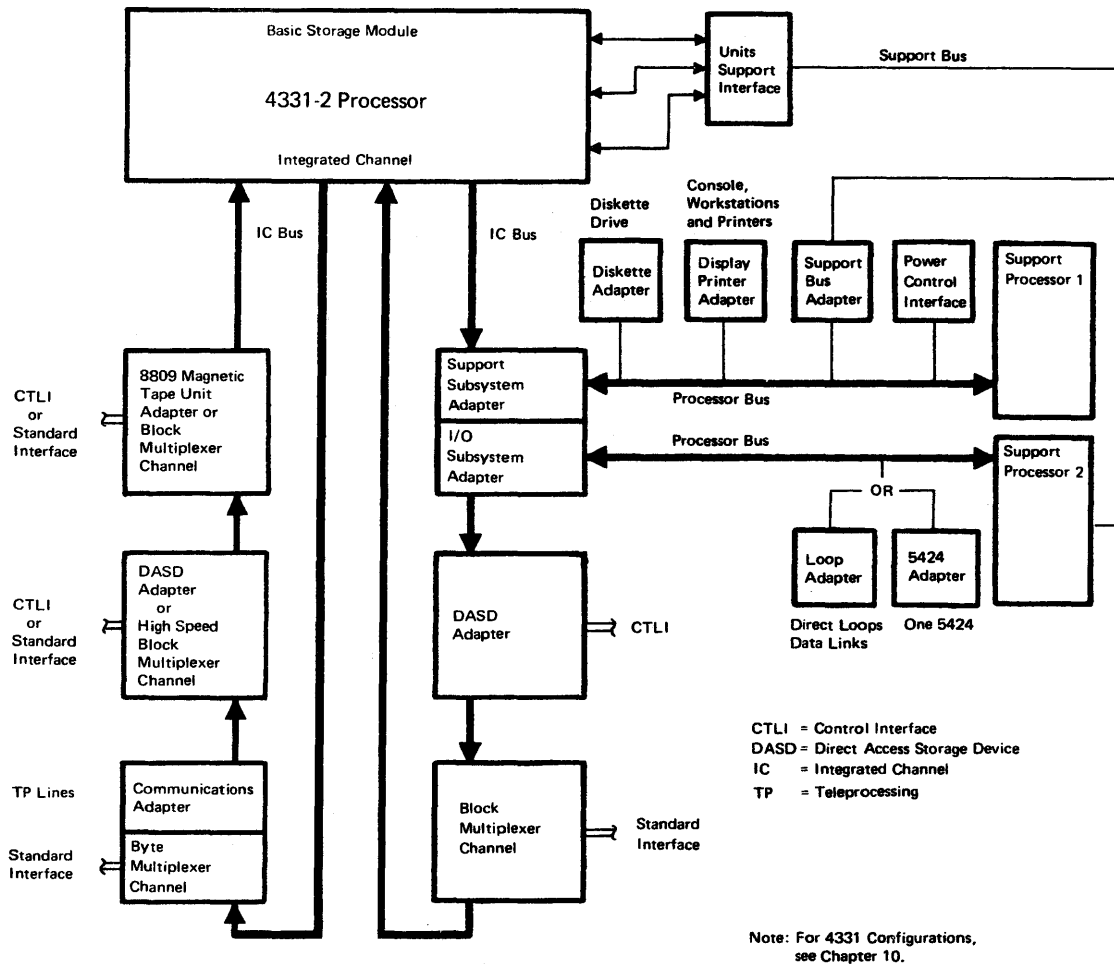 Basic Storage Module
4331-2 Processor
Integrated Channel
Units
Support
Interface
Support Bus
IC Bus
IC Bus
Diskette
Drive
Console,
Workstations
and Printers
Diskette
Adapter
Display
Printer
Adapter
Support
Bus
Adapter
Power
Control
Interface
Support
Processor 1
CTLI
or
Standard
Interface
8809 Magnetic
Tape Unit
Adapter or
Block
Multiplexer
Channel
Support
Subsystem
Adapter
I/O
Subsystem
Adapter
Processor Bus
Processor Bus
Support
Processor 2
OR
Loop
Adapter
5424
Adapter
Direct Loops
Data Links
One 5424
CTLI
or
Standard
Interface
DASD
Adapter
or
High Speed
Block
Multiplexer
Channel
DASD
Adapter
CTLI
TP Lines
Communications
Adapter
Standard
Interface
Byte
Multiplexer
Channel
Block
Multiplexer
Channel
Standard
Interface
CTLI = Control Interface
DASD = Direct Access Storage Device
IC = Integrated Channel
TP = Teleprocessing
Note: For 4331 Configurations,
see Chapter 10.